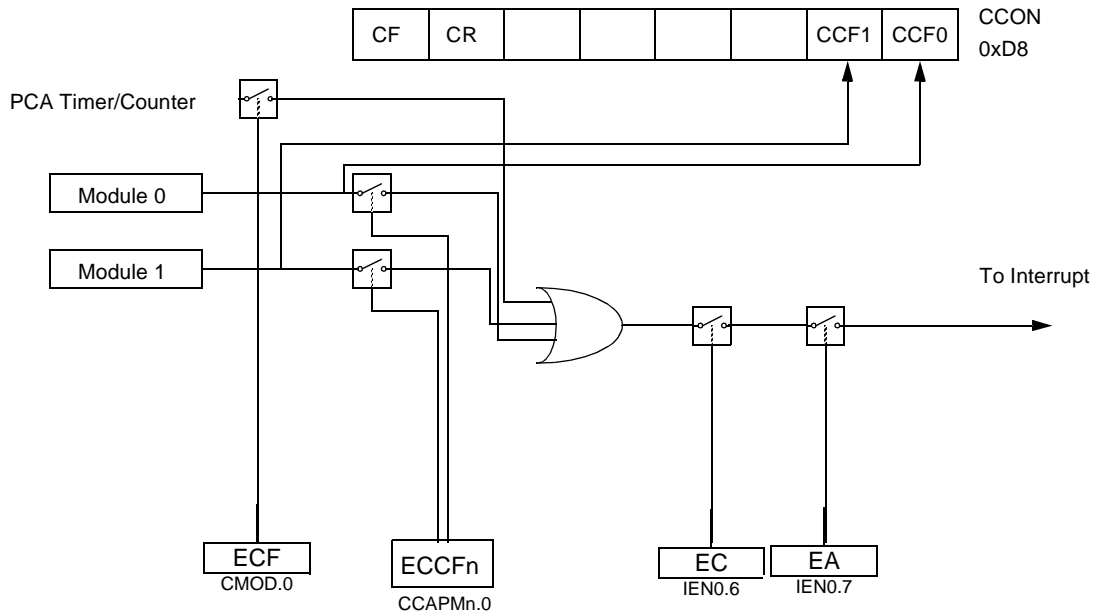 CF CR CCF1 CCF0 CCON
0xD8
PCA Timer/Counter
Module 0
Module 1
To Interrupt
ECF
CMOD.0
ECCFn
CCAPMn.0
EC
IEN0.6
EA
IEN0.7